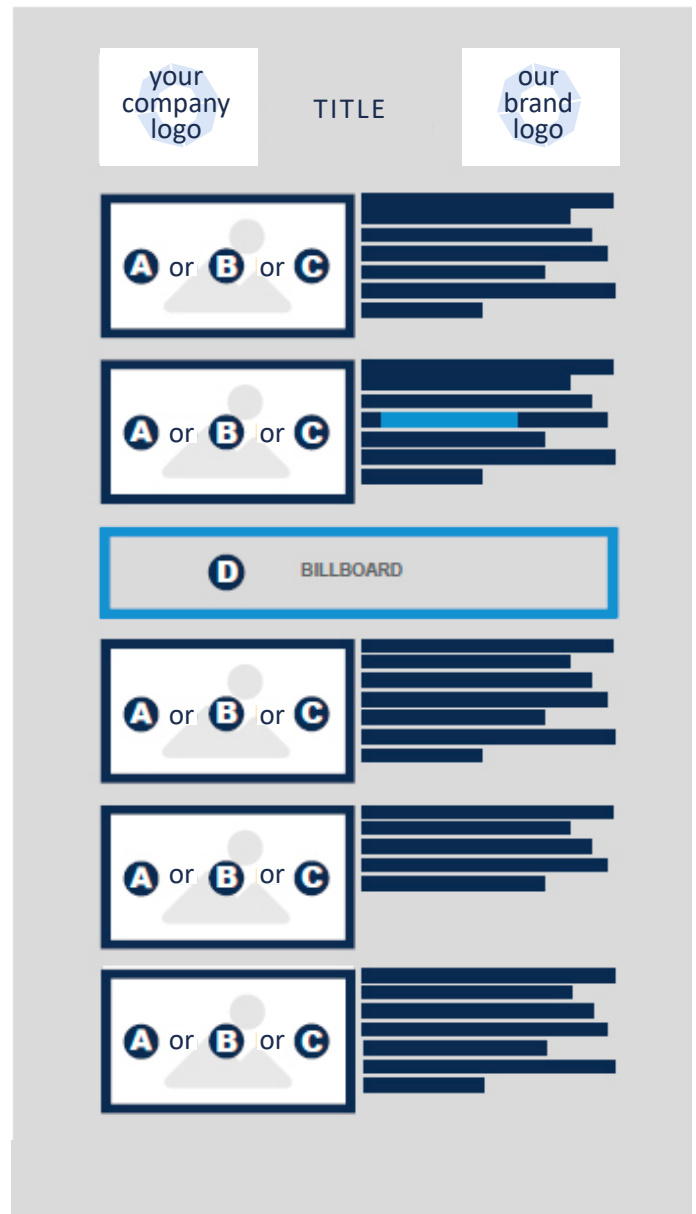 your
company
logo
TITLE
our
brand
logo
A or B or C
A or B or C
D BILLBOARD
A or B or C
A or B or C
A or B or C